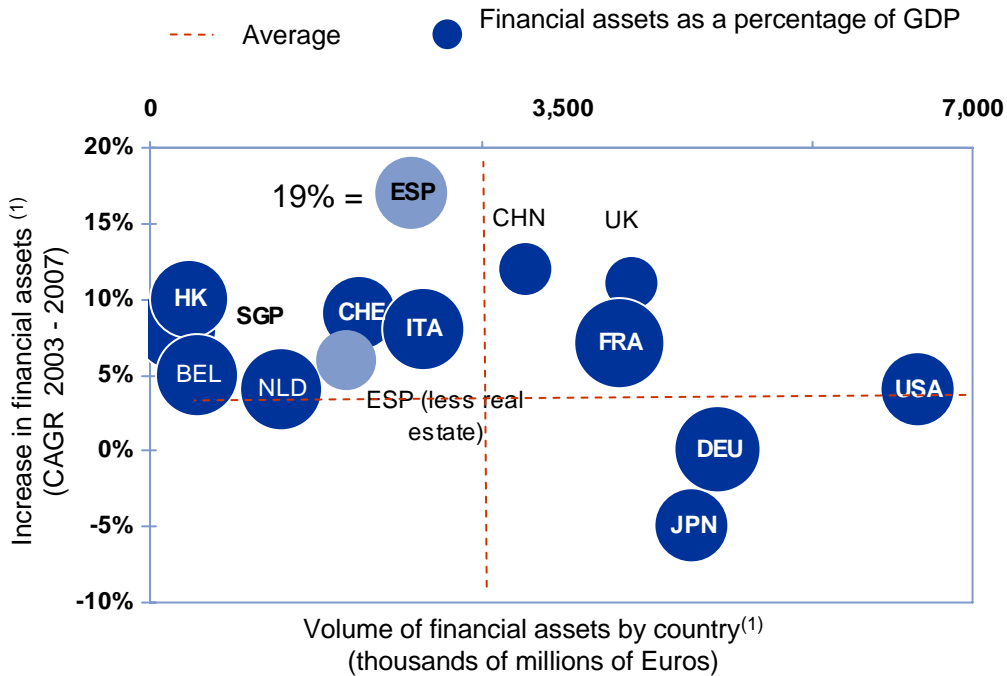 Average
Financial assets as a percentage of GDP
0 3,500 7,000
20%
15%
10%
5%
0%
-5%
-10%
Increase in financial assets (1)
(CAGR 2003 - 2007)
19% = ESP
CHN
UK
HK
SGP
CHE
ITA
FRA
BEL
NLD
ESP (less real
estate)
USA
DEU
JPN
Volume of financial assets by country(1)
(thousands of millions of Euros)